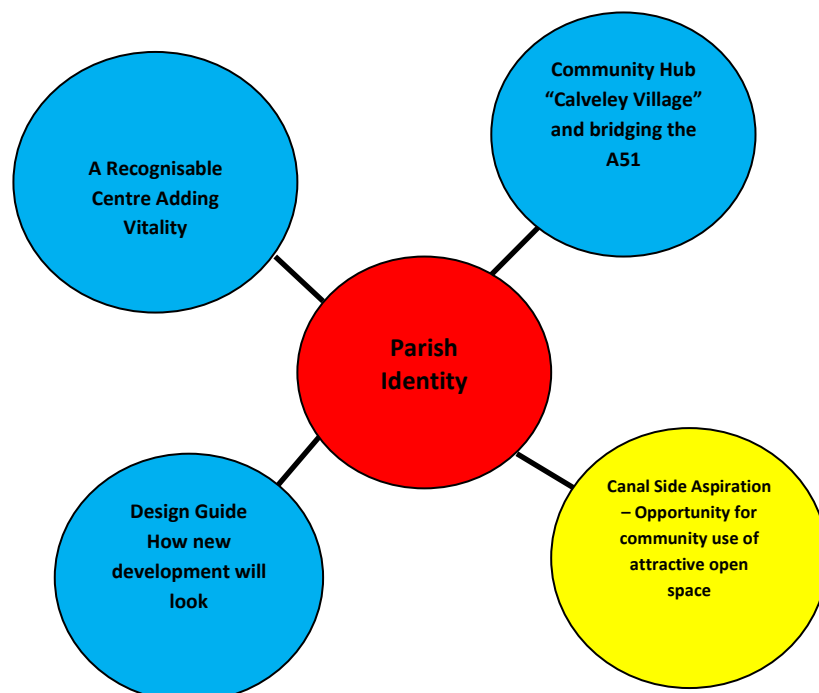 A Recognisable
Centre Adding
Vitality
Community Hub
“Calveley Village”
and bridging the
A51
Parish
Identity
Design Guide
How new
development will
look
Canal Side Aspiration
– Opportunity for
community use of
attractive open
space